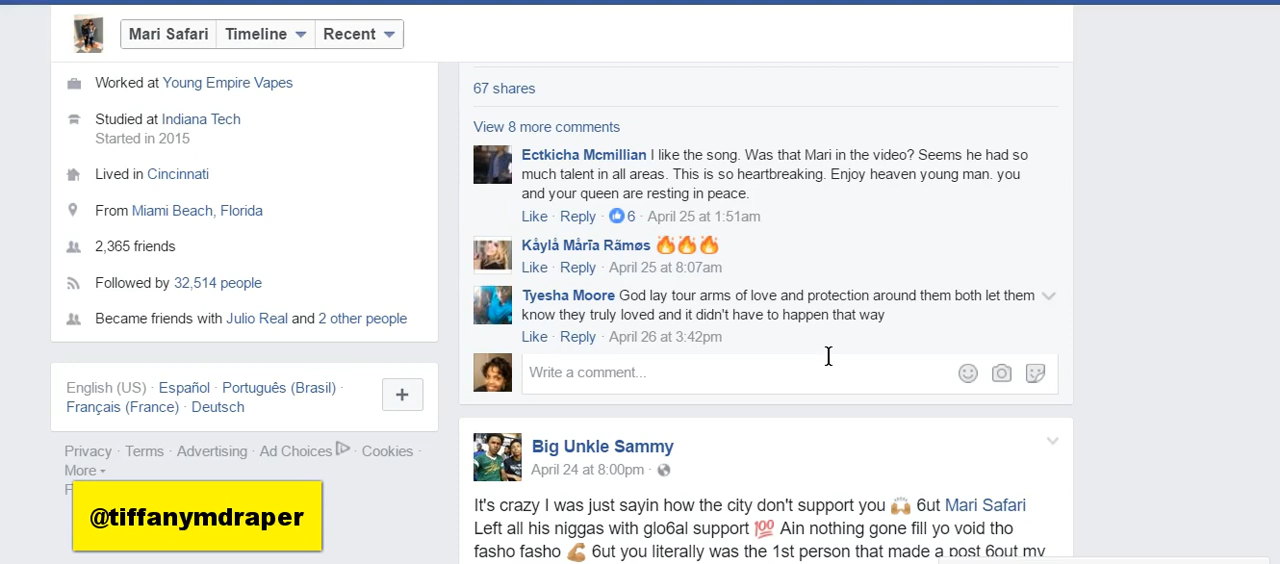 Mari Safari Timeline Recent
Worked at Young Empire Vapes
Studied at Indiana Tech
Started in 2015
Lived in Cincinnati
From Miami Beach, Florida
2,365 friends
Followed by 32,514 people
Became friends with Julio Real and 2 other people
English (US) · Español · Português (Brasil) ·
Français (France) · Deutsch
Privacy · Terms · Advertising · Ad Choices · Cookies ·
More
@tiffanymdraper
67 shares
View 8 more comments
Ectkicha Mcmillian I like the song. Was that Mari in the video? Seems he had so
much talent in all areas. This is so heartbreaking. Enjoy heaven young man. you
and your queen are resting in peace.
Like · Reply · 6 · April 25 at 1:51am
Kåylå Mårīa Rãmøs 🔥🔥🔥
Like · Reply · April 25 at 8:07am
Tyesha Moore God lay tour arms of love and protection around them both let them
know they truly loved and it didn't have to happen that way
Like · Reply · April 26 at 3:42pm
Write a comment...
Big Unkle Sammy
April 24 at 8:00pm ·
It's crazy I was just sayin how the city don't support you 🙌🏽 6ut Mari Safari
Left all his niggas with glo6al support 💯 Ain nothing gone fill yo void tho
fasho fasho 💪🏽 6ut you literally was the 1st person that made a post 6out my